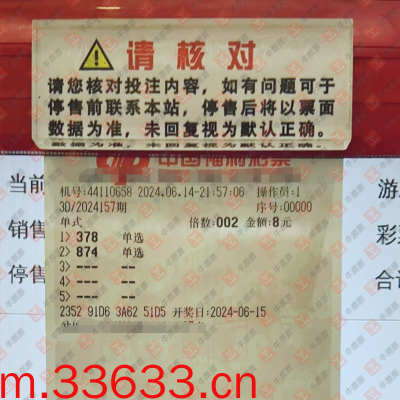 请核对
请您核对投注内容，如有问题可于
停售前联系本站，停售后将以票面
数据为准，未回复视为默认正确。
中国福利彩票
机号:44110658 2024.06.14-21:57:06 操作员:1
3D/2024157期 序号:00000
单式 倍数:002 金额:8元
1> 378 单选
2> 874 单选
3> --- ---
4> --- ---
5> --- ---
2352 91D6 3A62 51D5 开奖日:2024-06-15
当前
销售
停售
游
彩
合
m.33633.cn